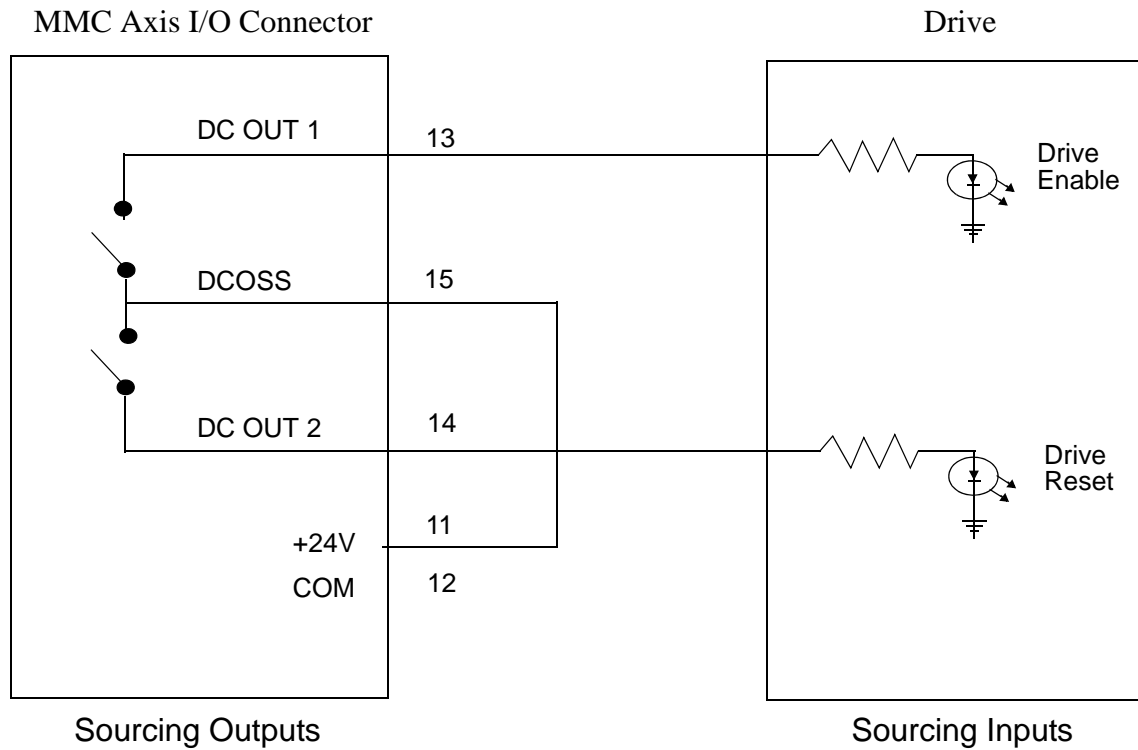 MMC Axis I/O Connector
Drive
DC OUT 1
13
Drive
Enable
DCOSS
15
DC OUT 2
14
Drive
Reset
+24V
11
COM
12
Sourcing Outputs
Sourcing Inputs